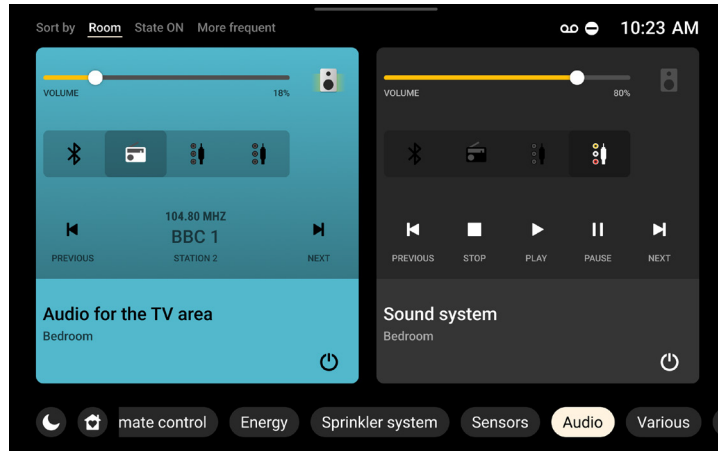 Sort by Room State ON More frequent 10:23 AM
VOLUME 18%
104.80 MHZ
BBC 1
PREVIOUS STATION 2 NEXT
Audio for the TV area
Bedroom
VOLUME 80%
PREVIOUS STOP PLAY PAUSE NEXT
Sound system
Bedroom
mate control Energy Sprinkler system Sensors Audio Various